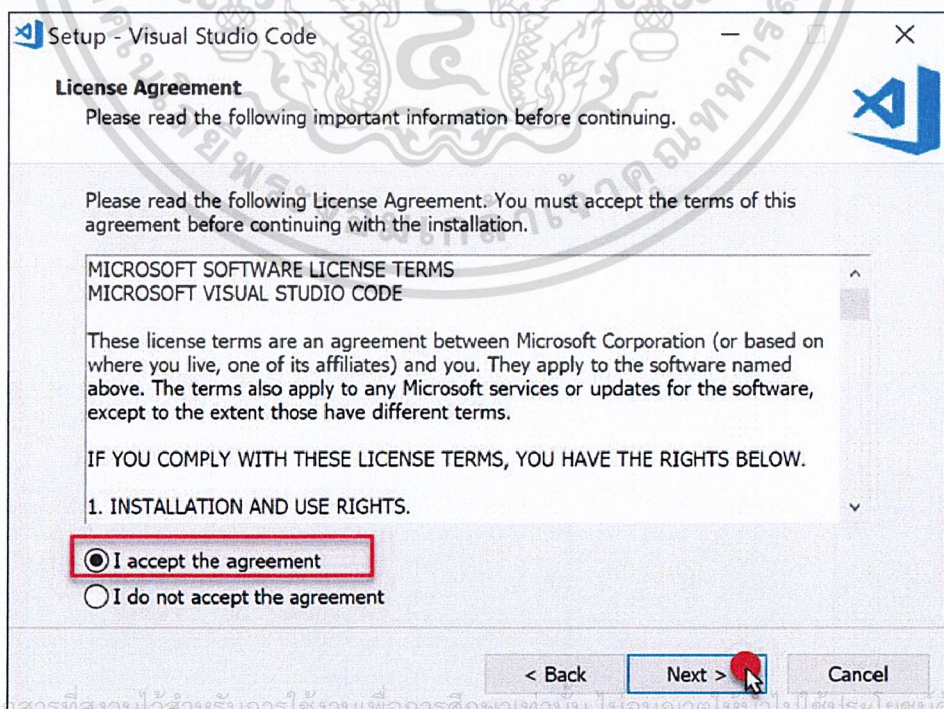 Setup - Visual Studio Code
License Agreement
Please read the following important information before continuing.
Please read the following License Agreement. You must accept the terms of this
agreement before continuing with the installation.
MICROSOFT SOFTWARE LICENSE TERMS
MICROSOFT VISUAL STUDIO CODE
These license terms are an agreement between Microsoft Corporation (or based on
where you live, one of its affiliates) and you. They apply to the software named
above. The terms also apply to any Microsoft services or updates for the software,
except to the extent those have different terms.
IF YOU COMPLY WITH THESE LICENSE TERMS, YOU HAVE THE RIGHTS BELOW.
1. INSTALLATION AND USE RIGHTS.
I accept the agreement
I do not accept the agreement
< Back
Next >
Cancel